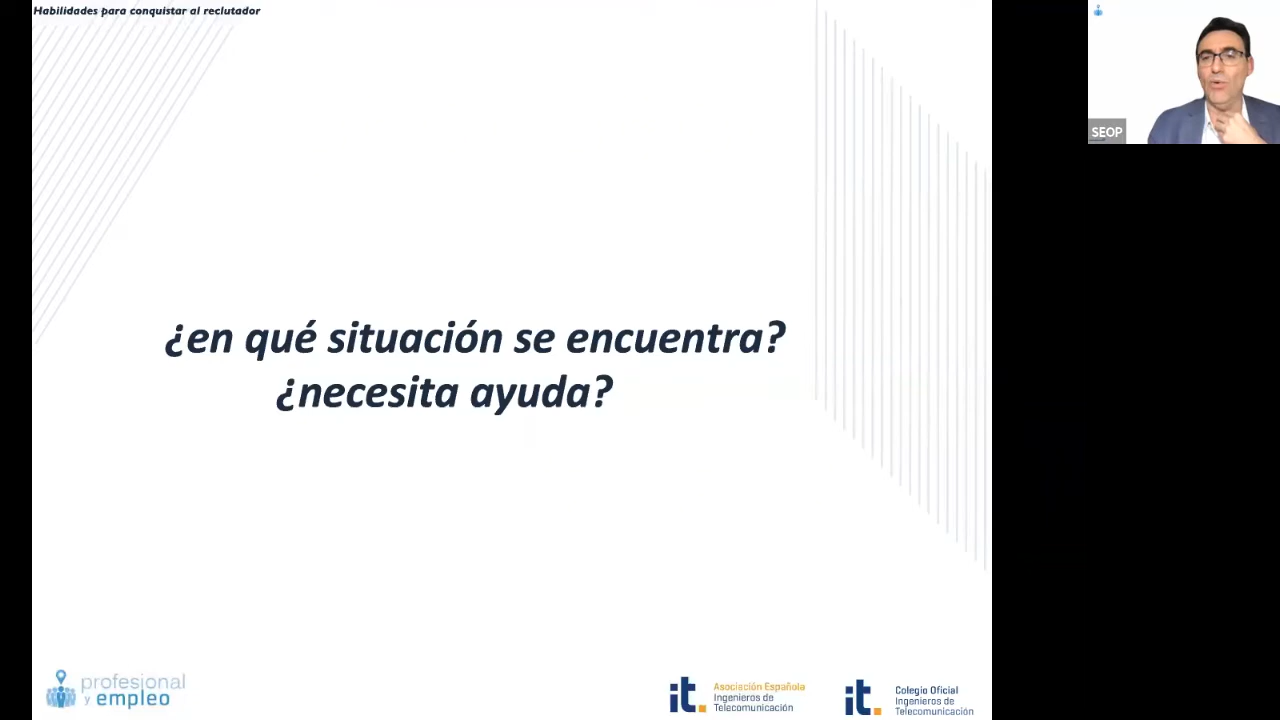 Habilidades para conquistar al reclutador
SEOP
¿en qué situación se encuentra?
¿necesita ayuda?
profesional
y empleo
it.
Asociación Española
Ingenieros de
Telecomunicación
it.
Colegio Oficial
Ingenieros de
Telecomunicación